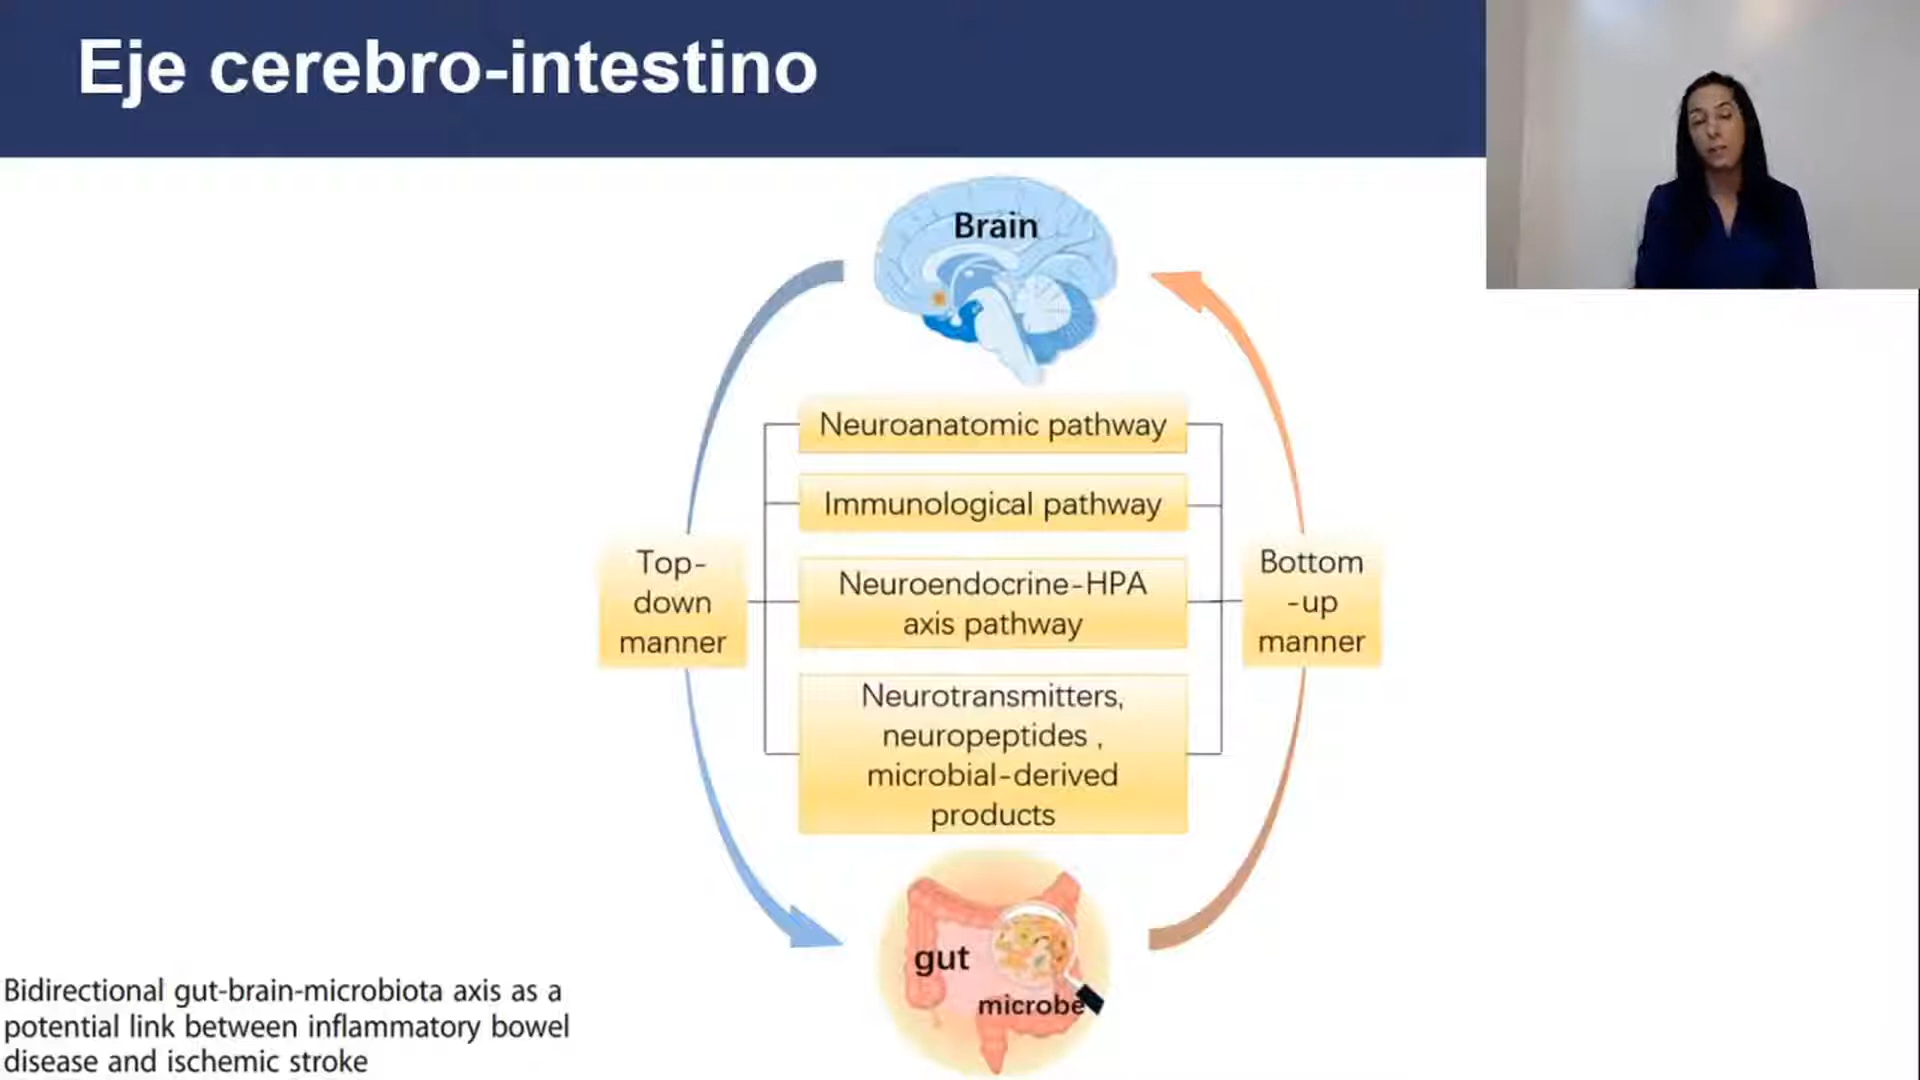 Eje cerebro-intestino
Brain
Neuroanatomic pathway
Immunological pathway
Top-
down
manner
Neuroendocrine-HPA
axis pathway
Bottom
-up
manner
Neurotransmitters,
neuropeptides ,
microbial-derived
products
gut
microbe
Bidirectional gut-brain-microbiota axis as a
potential link between inflammatory bowel
disease and ischemic stroke